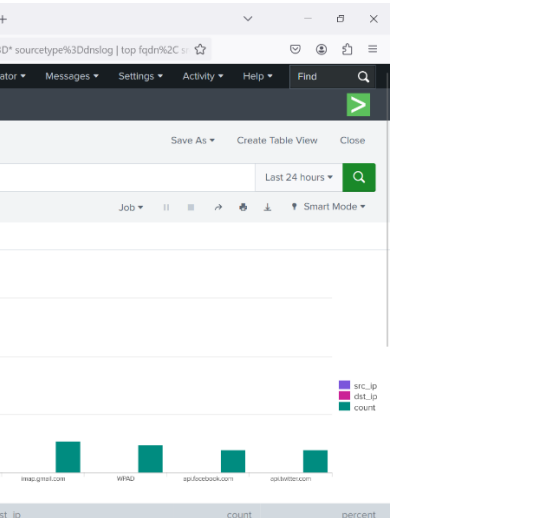 D* sourcetype%3Ddnslog | top fqdn%2C
ator Messages Settings Activity Help Find
Save As Create Table View Close
Last 24 hours
Job Smart Mode
src_ip
dst_ip
count
imap.gmail.com WPAD api.facebook.com api.twitter.com
st_ip count percent